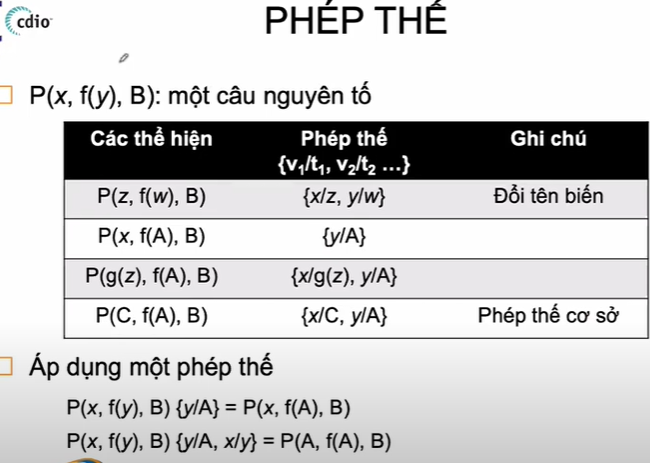 cdio
PHÉP THẾ
P(x, f(y), B): một câu nguyên tố
Các thể hiện Phép thế Ghi chú
{v₁/t₁, v₂/t₂ ...}
P(z, f(w), B) {x/z, y/w} Đổi tên biến
P(x, f(A), B) {y/A}
P(g(z), f(A), B) {x/g(z), y/A}
P(C, f(A), B) {x/C, y/A} Phép thế cơ sở
Áp dụng một phép thế
P(x, f(y), B) {y/A} = P(x, f(A), B)
P(x, f(y), B) {y/A, x/y} = P(A, f(A), B)